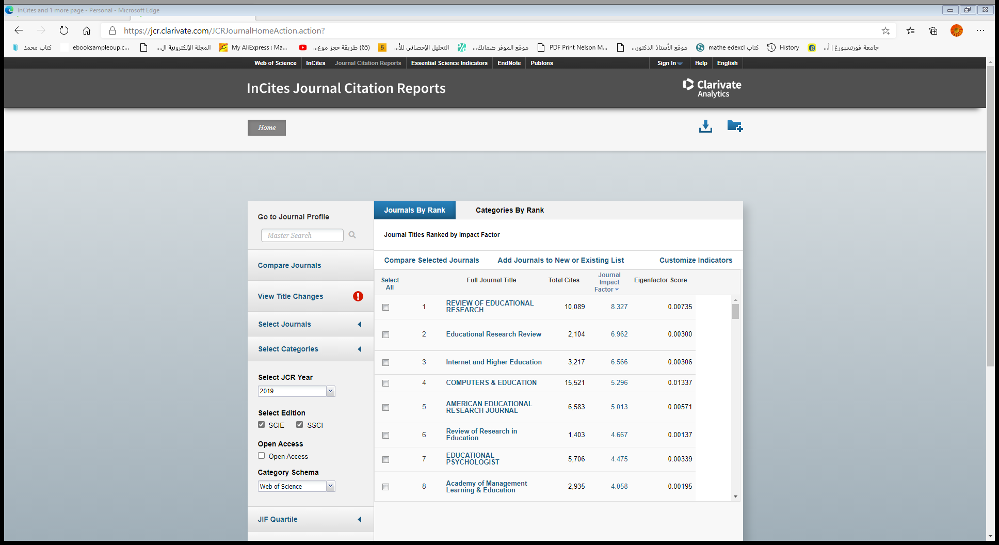 InCites and 1 more page - Personal - Microsoft Edge
https://jcr.clarivate.com/JCRJournalHomeAction.action?
كتاب محمد
ebooksampleoup.c...
المجلة الإلكترونية ال...
My AliExpress : Ma...
(65) طريقة حجز موع...
التحليل الإحصائى للأ...
موقع الموفر ضمانك...
PDF Print Nelson M...
موقع الأستاذ الدكتور...
mathe edexcl كتاب
History
جامعة فورتسبورغ | أ...
Web of Science InCites Journal Citation Reports Essential Science Indicators EndNote Publons Sign In Help English
InCites Journal Citation Reports
Clarivate
Analytics
Home
Go to Journal Profile
Master Search
Compare Journals
View Title Changes
Select Journals
Select Categories
Select JCR Year
2019
Select Edition
SCIE SSCI
Open Access
Open Access
Category Schema
Web of Science
JIF Quartile
Journals By Rank Categories By Rank
Journal Titles Ranked by Impact Factor
Compare Selected Journals Add Journals to New or Existing List Customize Indicators
Select
All
Full Journal Title
Total Cites
Journal
Impact
Factor
Eigenfactor Score
1 REVIEW OF EDUCATIONAL
RESEARCH 10,089 8.327 0.00735
2 Educational Research Review 2,104 6.962 0.00300
3 Internet and Higher Education 3,217 6.566 0.00306
4 COMPUTERS & EDUCATION 15,521 5.296 0.01337
5 AMERICAN EDUCATIONAL
RESEARCH JOURNAL 6,583 5.013 0.00571
6 Review of Research in
Education 1,403 4.667 0.00137
7 EDUCATIONAL
PSYCHOLOGIST 5,706 4.475 0.00339
8 Academy of Management
Learning & Education 2,935 4.058 0.00195